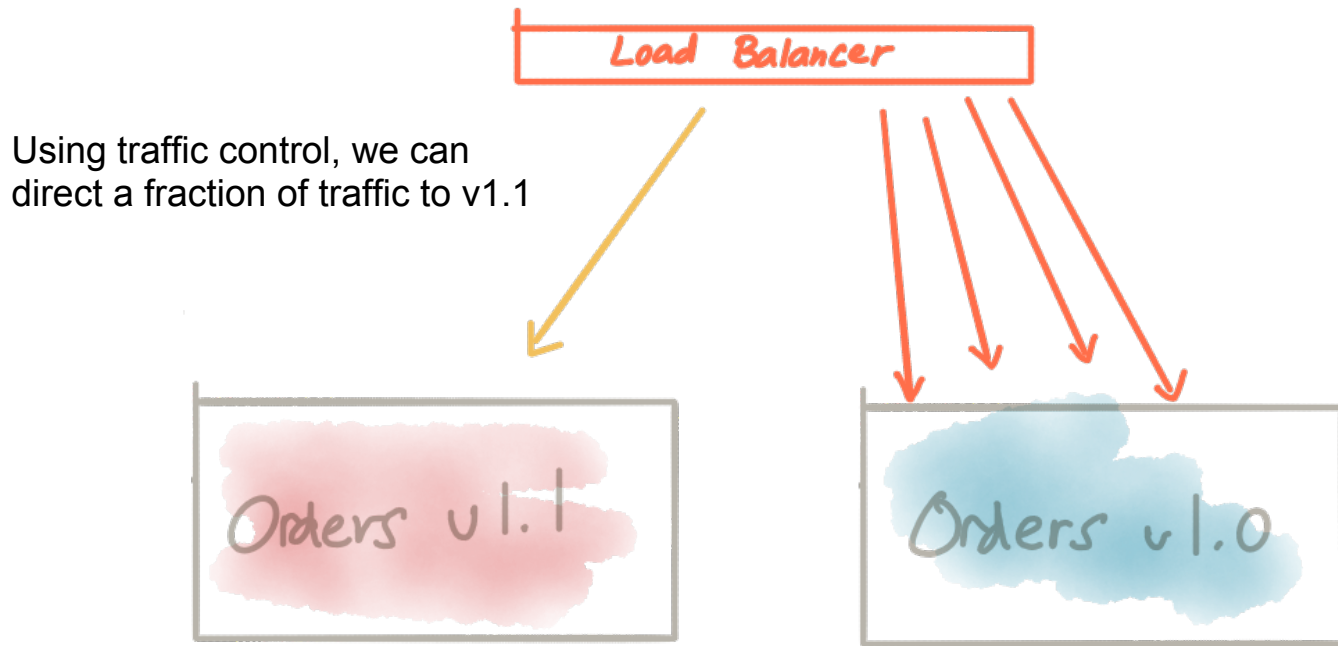 Load Balancer
Using traffic control, we can
direct a fraction of traffic to v1.1
Orders v1.1
Orders v1.0